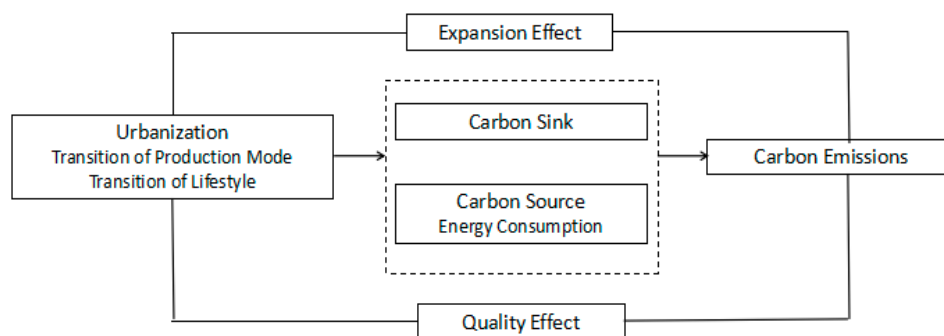 Expansion Effect
Urbanization
Transition of Production Mode
Transition of Lifestyle
Carbon Sink
Carbon Source
Energy Consumption
Carbon Emissions
Quality Effect